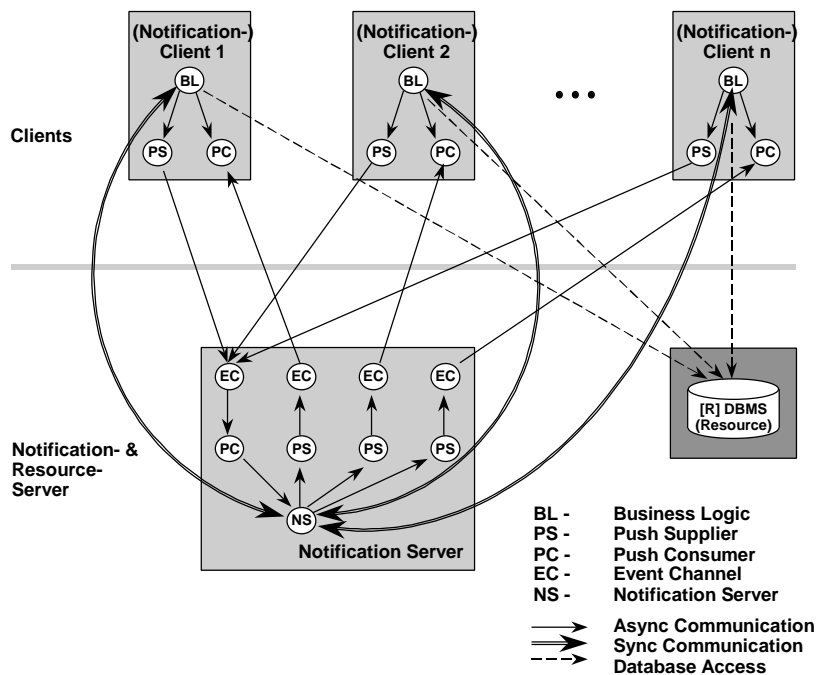 (Notification-)
Client 1
(Notification-)
Client 2
(Notification-)
Client n
BL
BL
BL
Clients
PS
PC
PS
PC
PS
PC
EC
EC
EC
EC
[R] DBMS
(Resource)
Notification- &
Resource-
Server
PC
PS
PS
PS
NS
Notification Server
BL - Business Logic
PS - Push Supplier
PC - Push Consumer
EC - Event Channel
NS - Notification Server
Async Communication
Sync Communication
Database Access